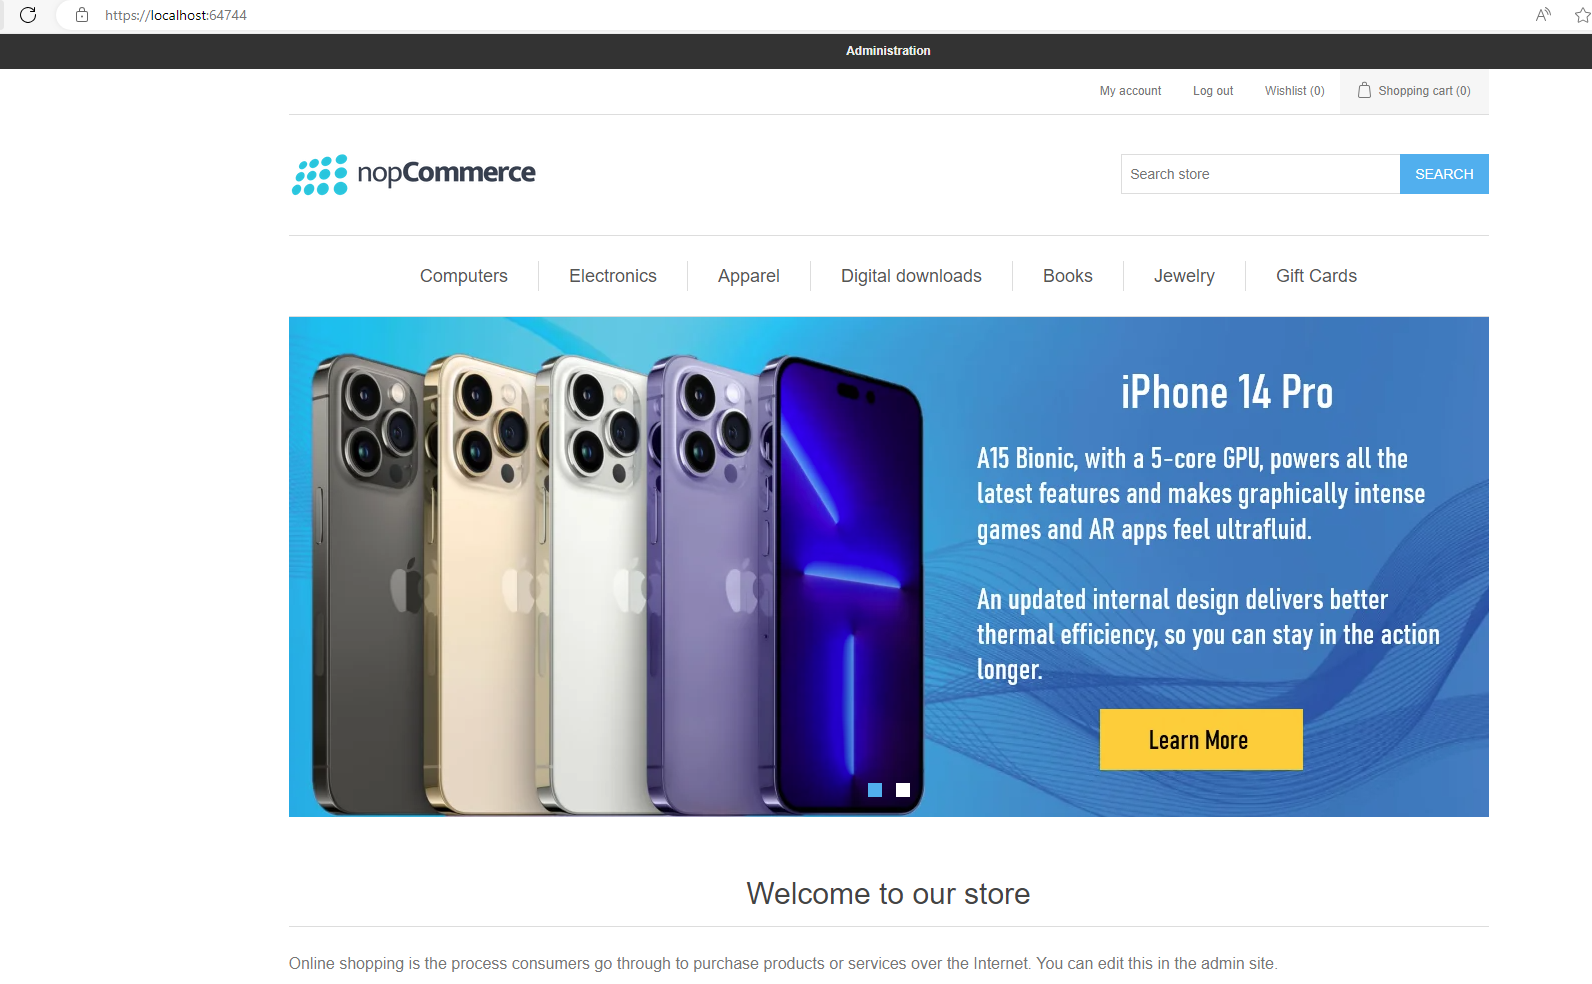 https://localhost:64744
Administration
My account Log out Wishlist (0) Shopping cart (0)
nopCommerce
Search store SEARCH
Computers Electronics Apparel Digital downloads Books Jewelry Gift Cards
iPhone 14 Pro
A15 Bionic, with a 5-core GPU, powers all the
latest features and makes graphically intense
games and AR apps feel ultrafluid.
An updated internal design delivers better
thermal efficiency, so you can stay in the action
longer.
Learn More
Welcome to our store
Online shopping is the process consumers go through to purchase products or services over the Internet. You can edit this in the admin site.